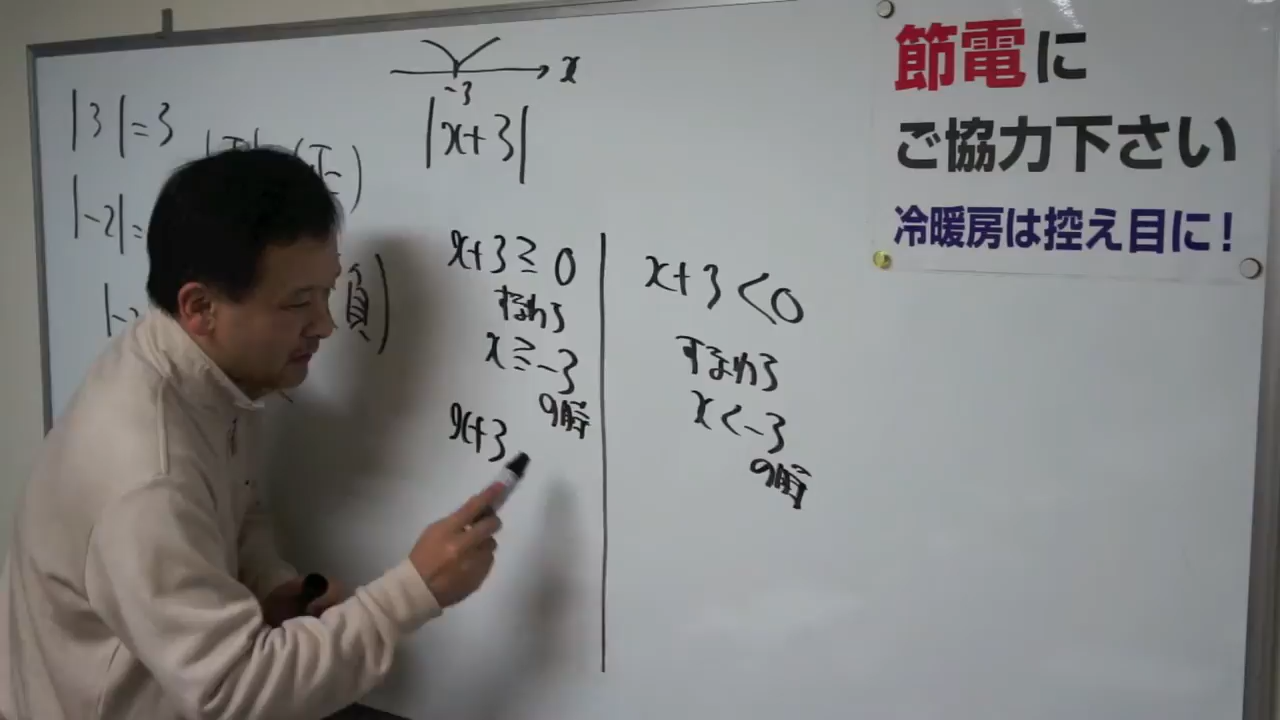 |3|=3
|-2|=
正)
負)
x
-3
|x+3|
x+3≧0
すなわち
x≧-3
の時
x+3
x+3<0
すなわち
x<-3
の時
節電に
ご協力下さい
冷暖房は控え目に!